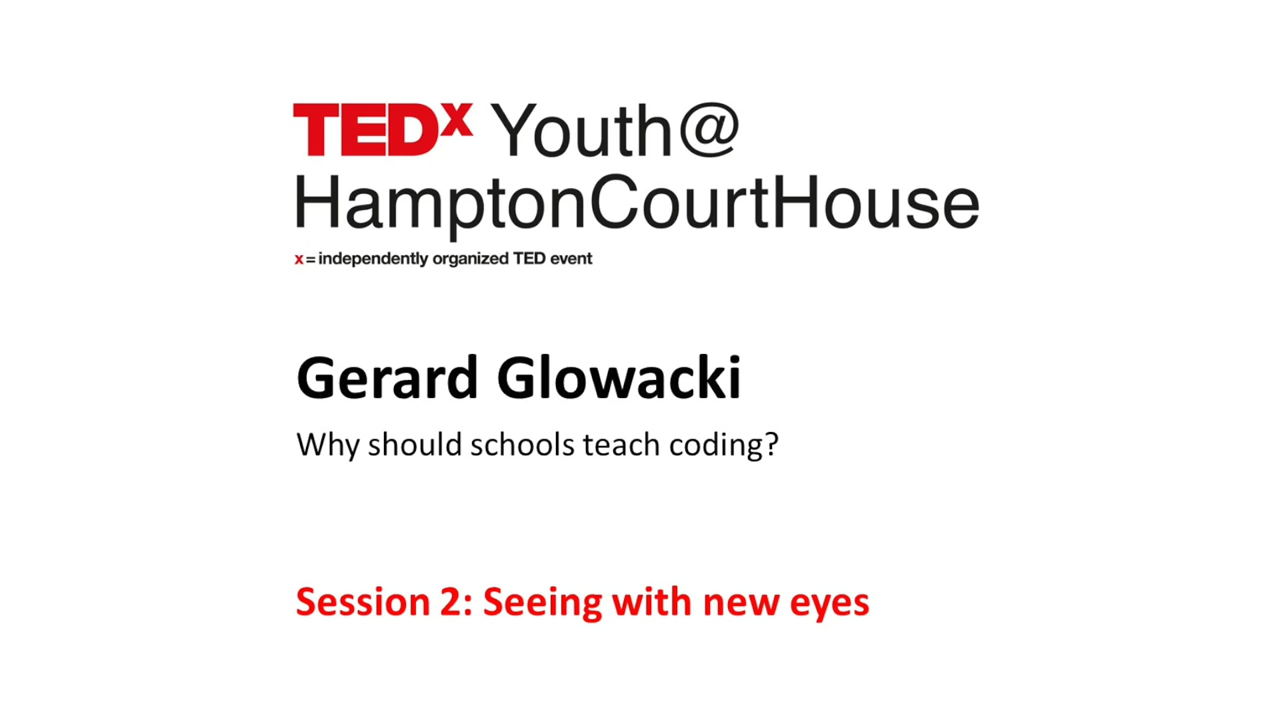 TEDx Youth@
HamptonCourtHouse
x = independently organized TED event
Gerard Glowacki
Why should schools teach coding?
Session 2: Seeing with new eyes